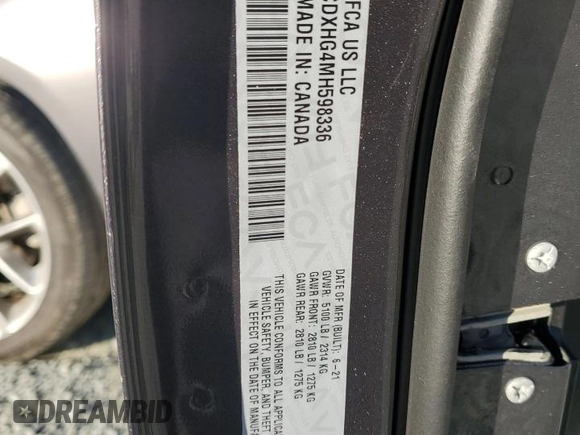 FCA US LLC
CDXHG4MH598336
MADE IN: CANADA
DATE OF MFR (BUILT): 6-21
GVWR: 5100 LB / 2314 KG
GAWR FRONT: 2810 LB / 1275 KG
GAWR REAR: 2810 LB / 1275 KG
THIS VEHICLE CONFORMS TO ALL APPLICA
VEHICLE SAFETY, BUMPER, AND THEFT
IN EFFECT ON THE DATE OF MANUF
DREAMBID